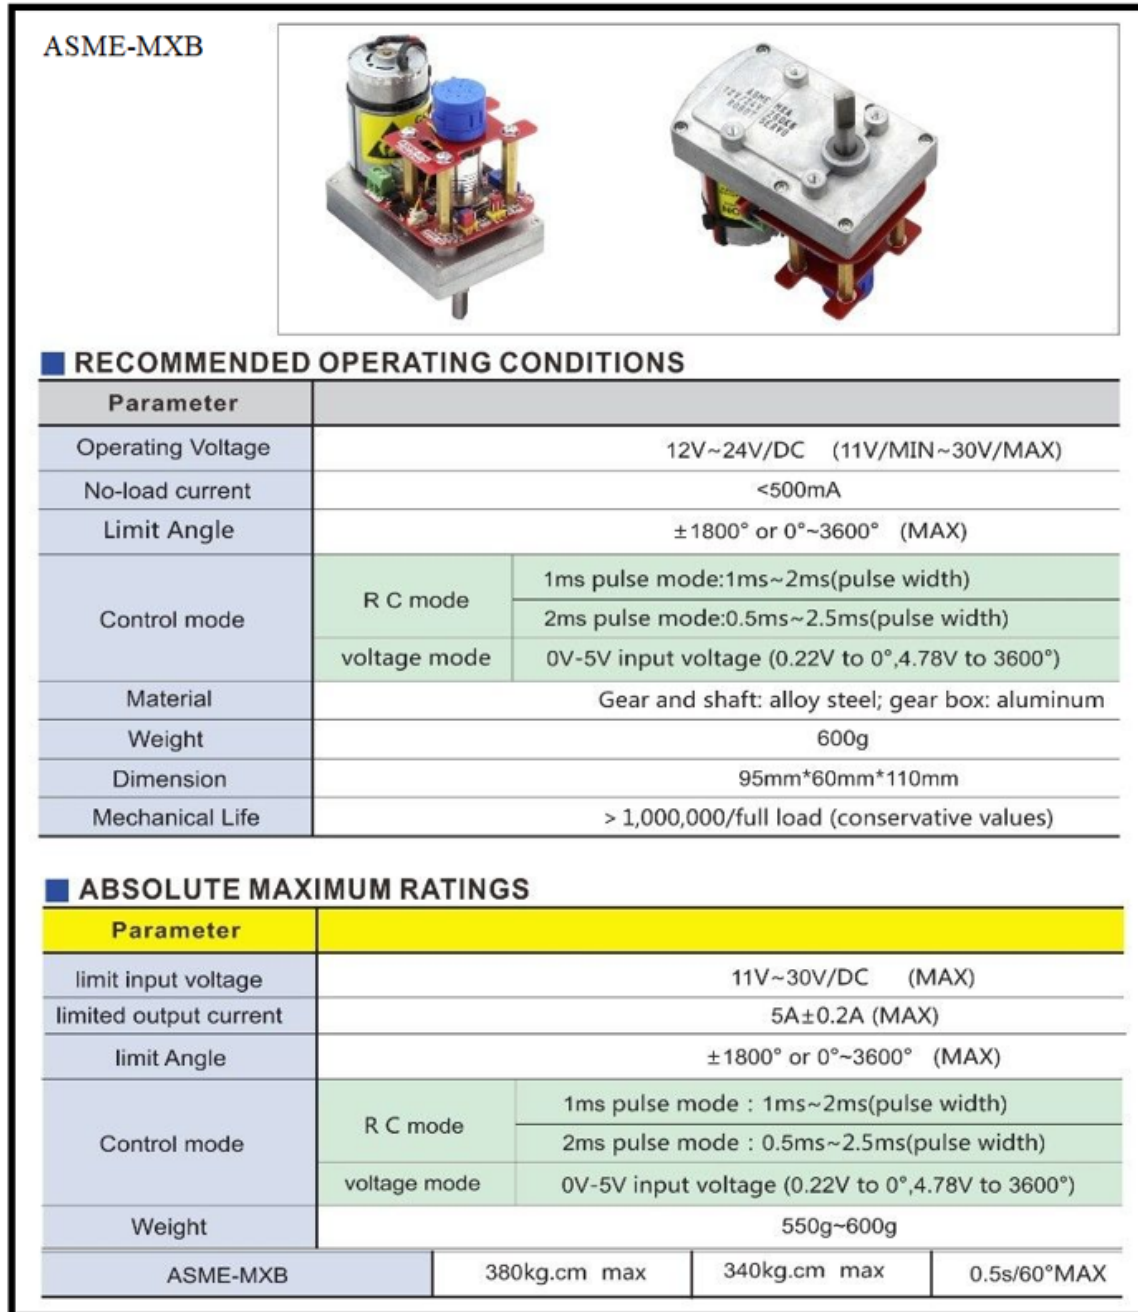 ASME-MXB
ASME-MXA
12V/24V 260KG
ROBOT SERVO
RECOMMENDED OPERATING CONDITIONS
Parameter
Operating Voltage 12V~24V/DC (11V/MIN~30V/MAX)
No-load current <500mA
Limit Angle ±1800° or 0°~3600° (MAX)
Control mode R C mode 1ms pulse mode:1ms~2ms(pulse width)
2ms pulse mode:0.5ms~2.5ms(pulse width)
voltage mode 0V-5V input voltage (0.22V to 0°,4.78V to 3600°)
Material Gear and shaft: alloy steel; gear box: aluminum
Weight 600g
Dimension 95mm*60mm*110mm
Mechanical Life > 1,000,000/full load (conservative values)
ABSOLUTE MAXIMUM RATINGS
Parameter
limit input voltage 11V~30V/DC (MAX)
limited output current 5A±0.2A (MAX)
limit Angle ±1800° or 0°~3600° (MAX)
Control mode R C mode 1ms pulse mode : 1ms~2ms(pulse width)
2ms pulse mode : 0.5ms~2.5ms(pulse width)
voltage mode 0V-5V input voltage (0.22V to 0°,4.78V to 3600°)
Weight 550g~600g
ASME-MXB 380kg.cm max 340kg.cm max 0.5s/60°MAX